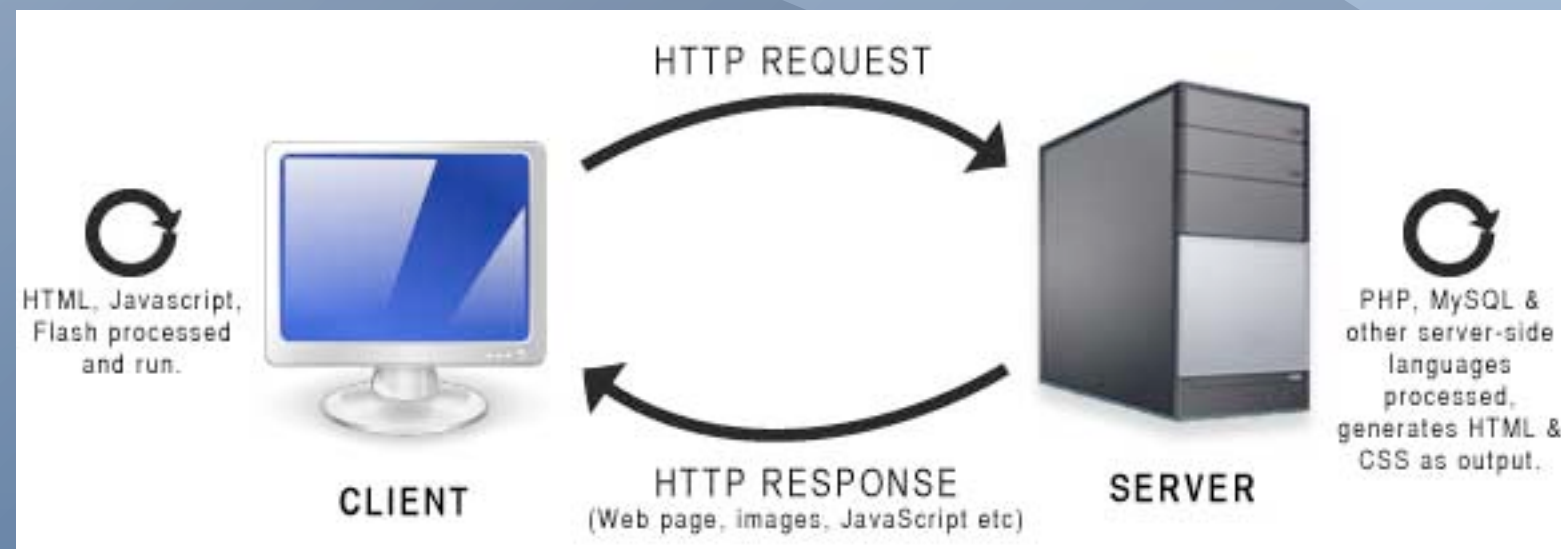 HTTP REQUEST
HTML, Javascript,
Flash processed
and run.
PHP, MySQL &
other server-side
languages
processed,
generates HTML &
CSS as output.
CLIENT
HTTP RESPONSE
(Web page, images, JavaScript etc)
SERVER